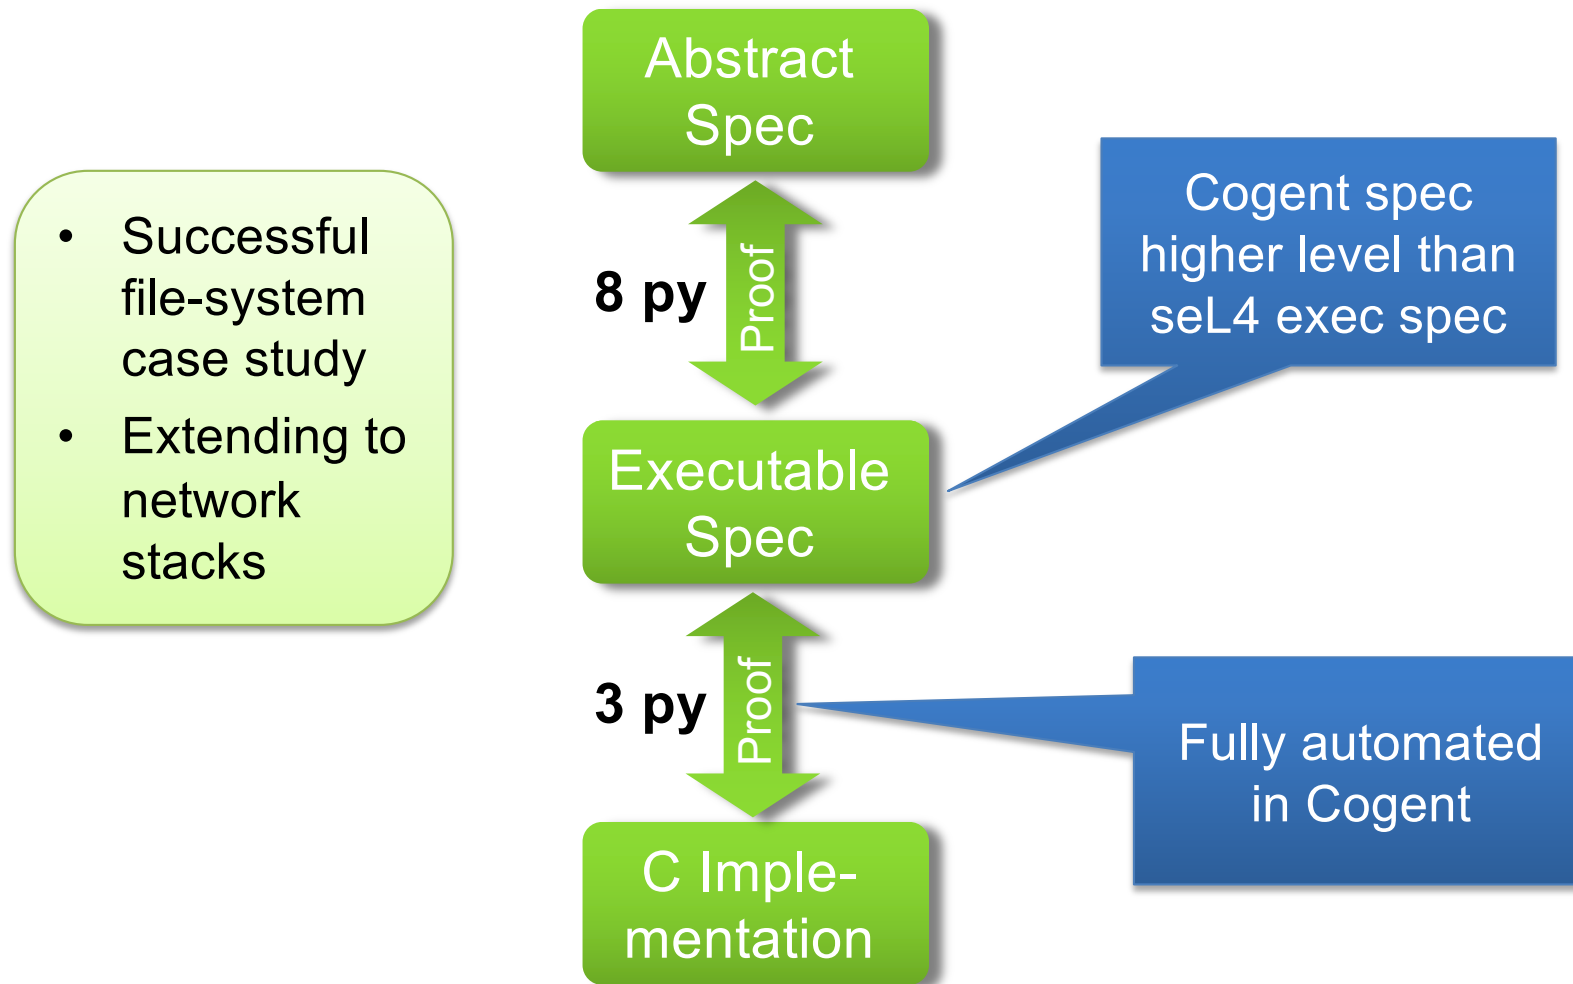 Abstract
Spec
• Successful
file-system
case study
• Extending to
network
stacks
8 py
Proof
Cogent spec
higher level than
seL4 exec spec
Executable
Spec
3 py
Proof
Fully automated
in Cogent
C Imple-
mentation